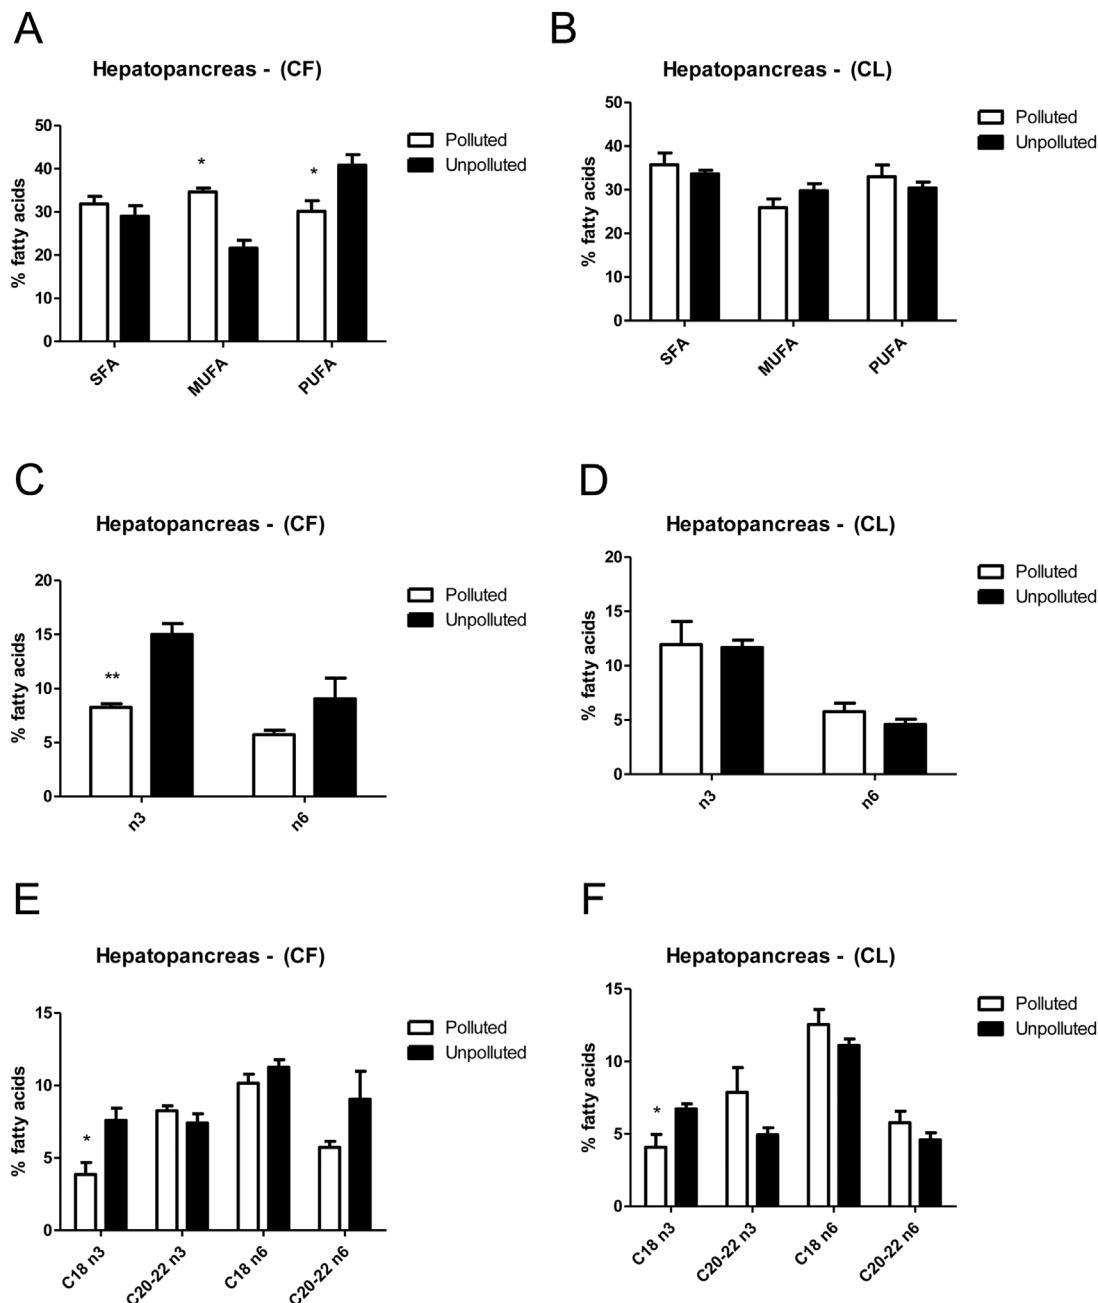 A
Hepatopancreas - (CF)
% fatty acids
50
40
30
20
10
0
*
*
SFA
MUFA
PUFA
Polluted
Unpolluted
B
Hepatopancreas - (CL)
% fatty acids
50
40
30
20
10
0
SFA
MUFA
PUFA
Polluted
Unpolluted
C
Hepatopancreas - (CF)
% fatty acids
20
15
10
5
0
**
n3
n6
Polluted
Unpolluted
D
Hepatopancreas - (CL)
% fatty acids
20
15
10
5
0
n3
n6
Polluted
Unpolluted
E
Hepatopancreas - (CF)
% fatty acids
15
10
5
0
*
C18 n3
C20-22 n3
C18 n6
C20-22 n6
Polluted
Unpolluted
F
Hepatopancreas - (CL)
% fatty acids
15
10
5
0
*
C18 n3
C20-22 n3
C18 n6
C20-22 n6
Polluted
Unpolluted